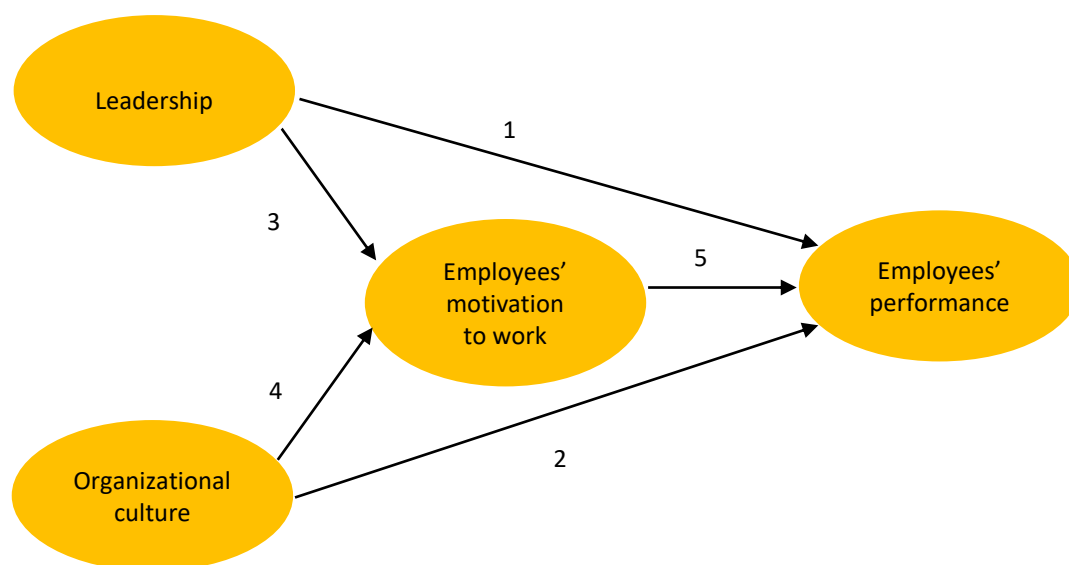 Leadership
1
3
Employees’
motivation
to work
5
Employees’
performance
4
2
Organizational
culture